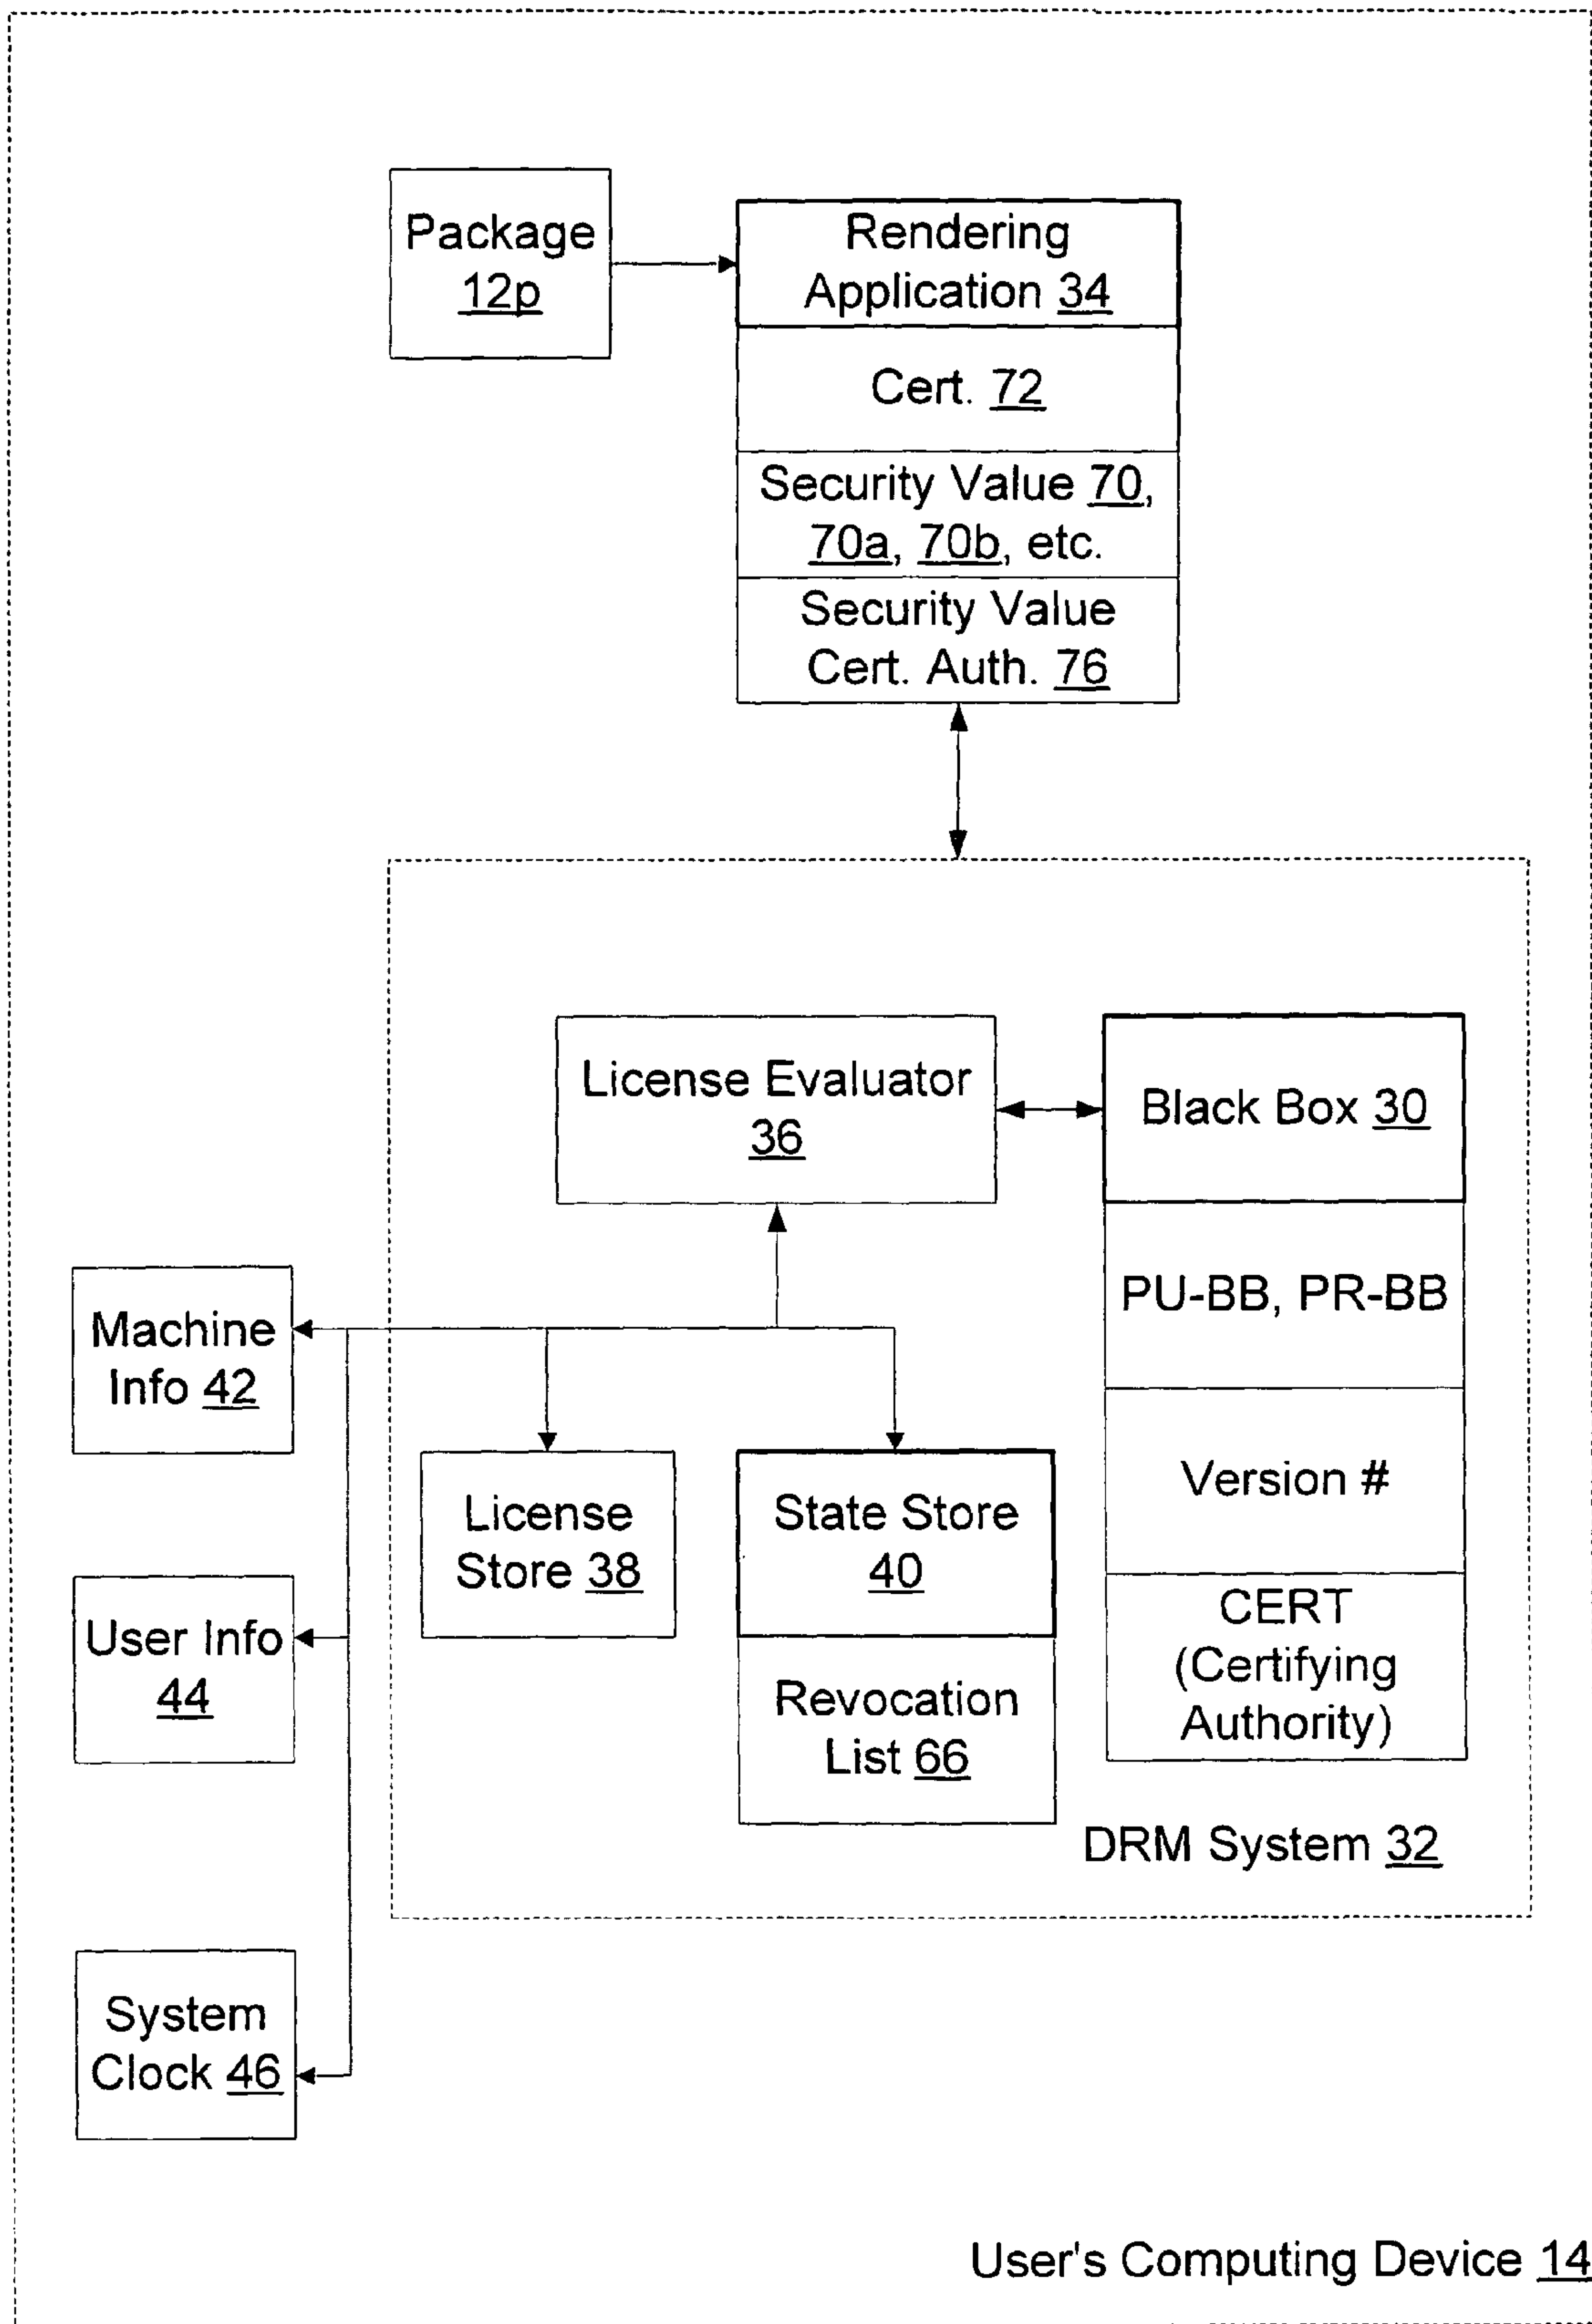 Package
12p
Rendering
Application 34
Cert. 72
Security Value 70,
70a, 70b, etc.
Security Value
Cert. Auth. 76
License Evaluator
36
Black Box 30
PU-BB, PR-BB
Version #
CERT
(Certifying
Authority)
Machine
Info 42
License
Store 38
State Store
40
Revocation
List 66
User Info
44
DRM System 32
System
Clock 46
User's Computing Device 14